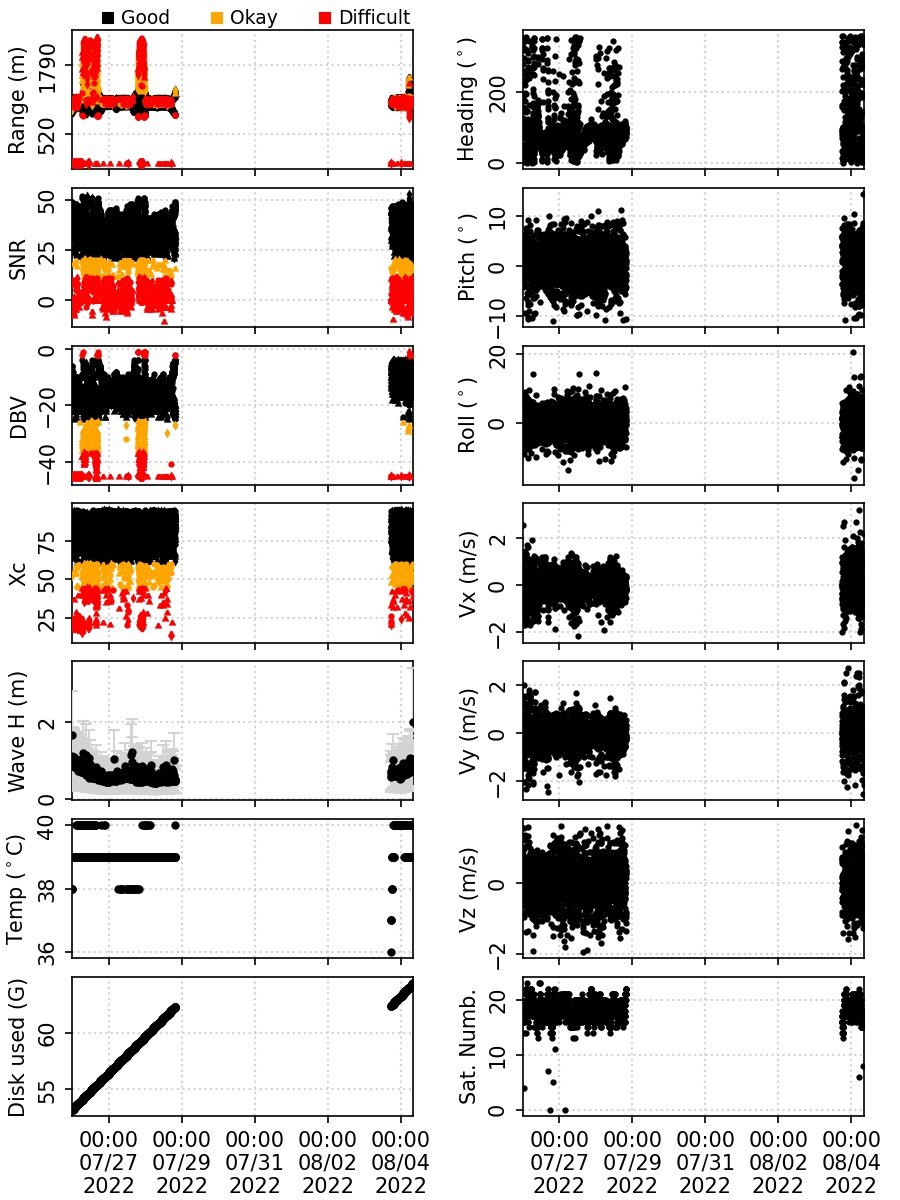 Good Okay Difficult
Range (m)
1790
520
Heading (°)
200
0
SNR
50
25
0
Pitch (°)
10
0
−10
DBV
0
−20
−40
Roll (°)
20
0
Xc
75
50
25
Vx (m/s)
2
0
−2
Wave H (m)
2
0
Vy (m/s)
2
0
−2
Temp (°C)
40
38
36
Vz (m/s)
0
−2
Disk used (G)
60
55
Sat. Numb.
20
10
0
00:00 00:00 00:00 00:00 00:00
07/27 07/29 07/31 08/02 08/04
2022 2022 2022 2022 2022
00:00 00:00 00:00 00:00 00:00
07/27 07/29 07/31 08/02 08/04
2022 2022 2022 2022 2022